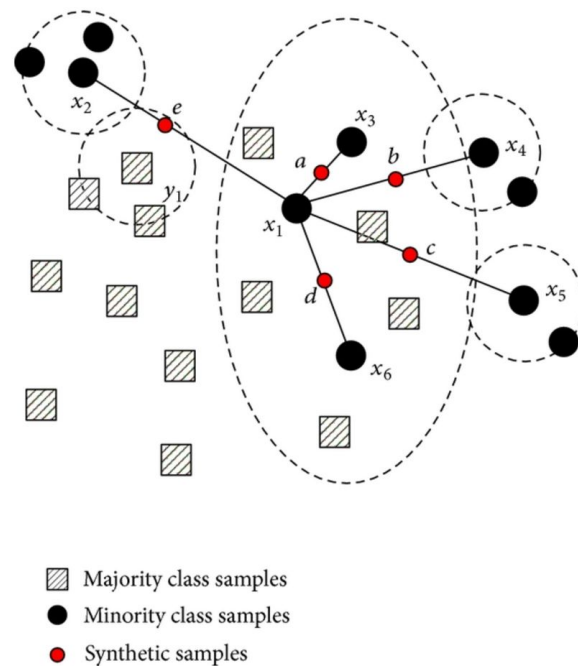 x3
x2
e
a
b
x4
y1
x1
c
d
x5
x6
Majority class samples
Minority class samples
Synthetic samples